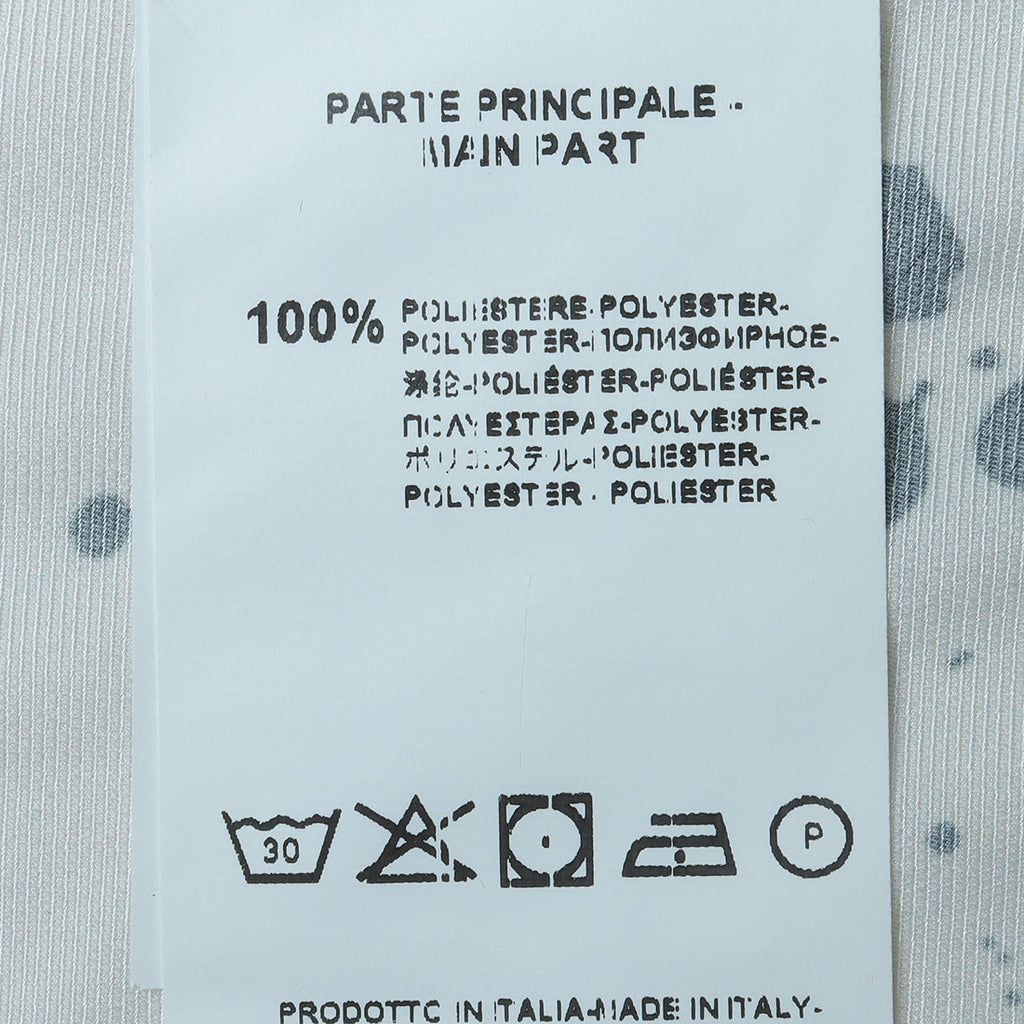 PARTE PRINCIPALE -
MAIN PART
100% POLIESTERE-POLYESTER-
POLYESTER-ПОЛИЭФИРНОЕ-
涤纶-POLIÉSTER-POLIÉSTER-
ΠΟΛΥΕΣΤΕΡΑΣ-POLYESTER-
ポリエステル-POLIESTER-
POLYESTER - POLIESTER
30
P
PRODOTTO IN ITALIA-MADE IN ITALY-